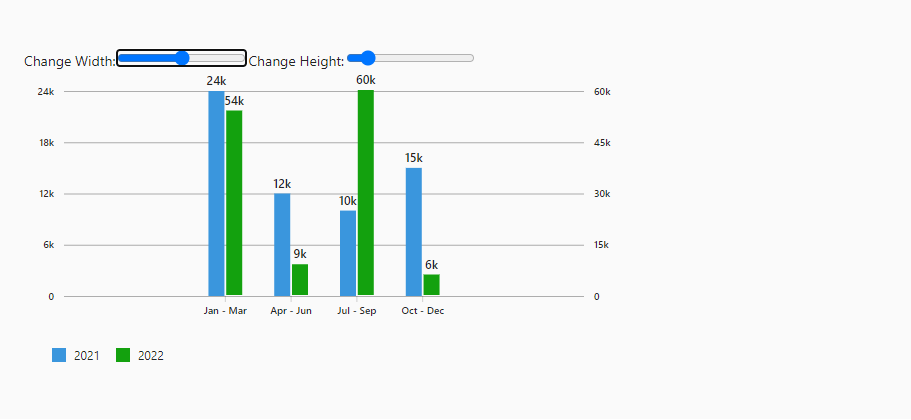 Change Width: Change Height:
24k 60k
54k
24k 60k
18k 45k
15k
12k
12k 10k 30k
9k
6k 15k
6k
0 0
Jan - Mar Apr - Jun Jul - Sep Oct - Dec
2021 2022